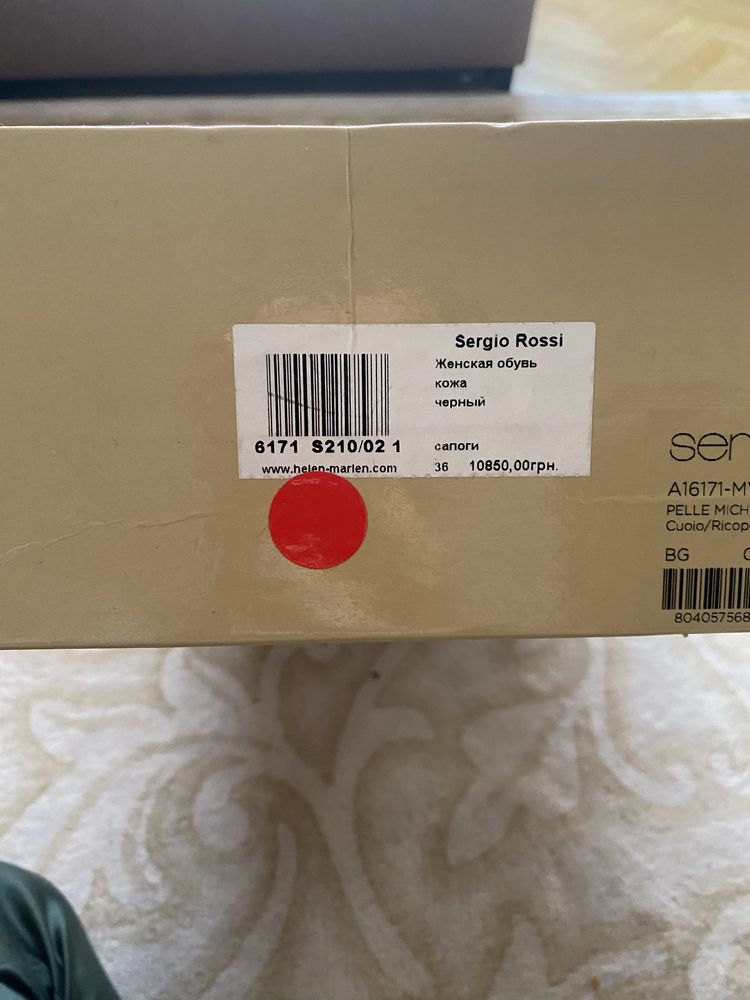 Sergio Rossi
Женская обувь
кожа
черный
6171 S210/02 1
сапоги
www.helen-marlen.com
36 10850,00грн.
ser
A16171-M
PELLE MICH
Cuoio/Ricop
BG
804057568